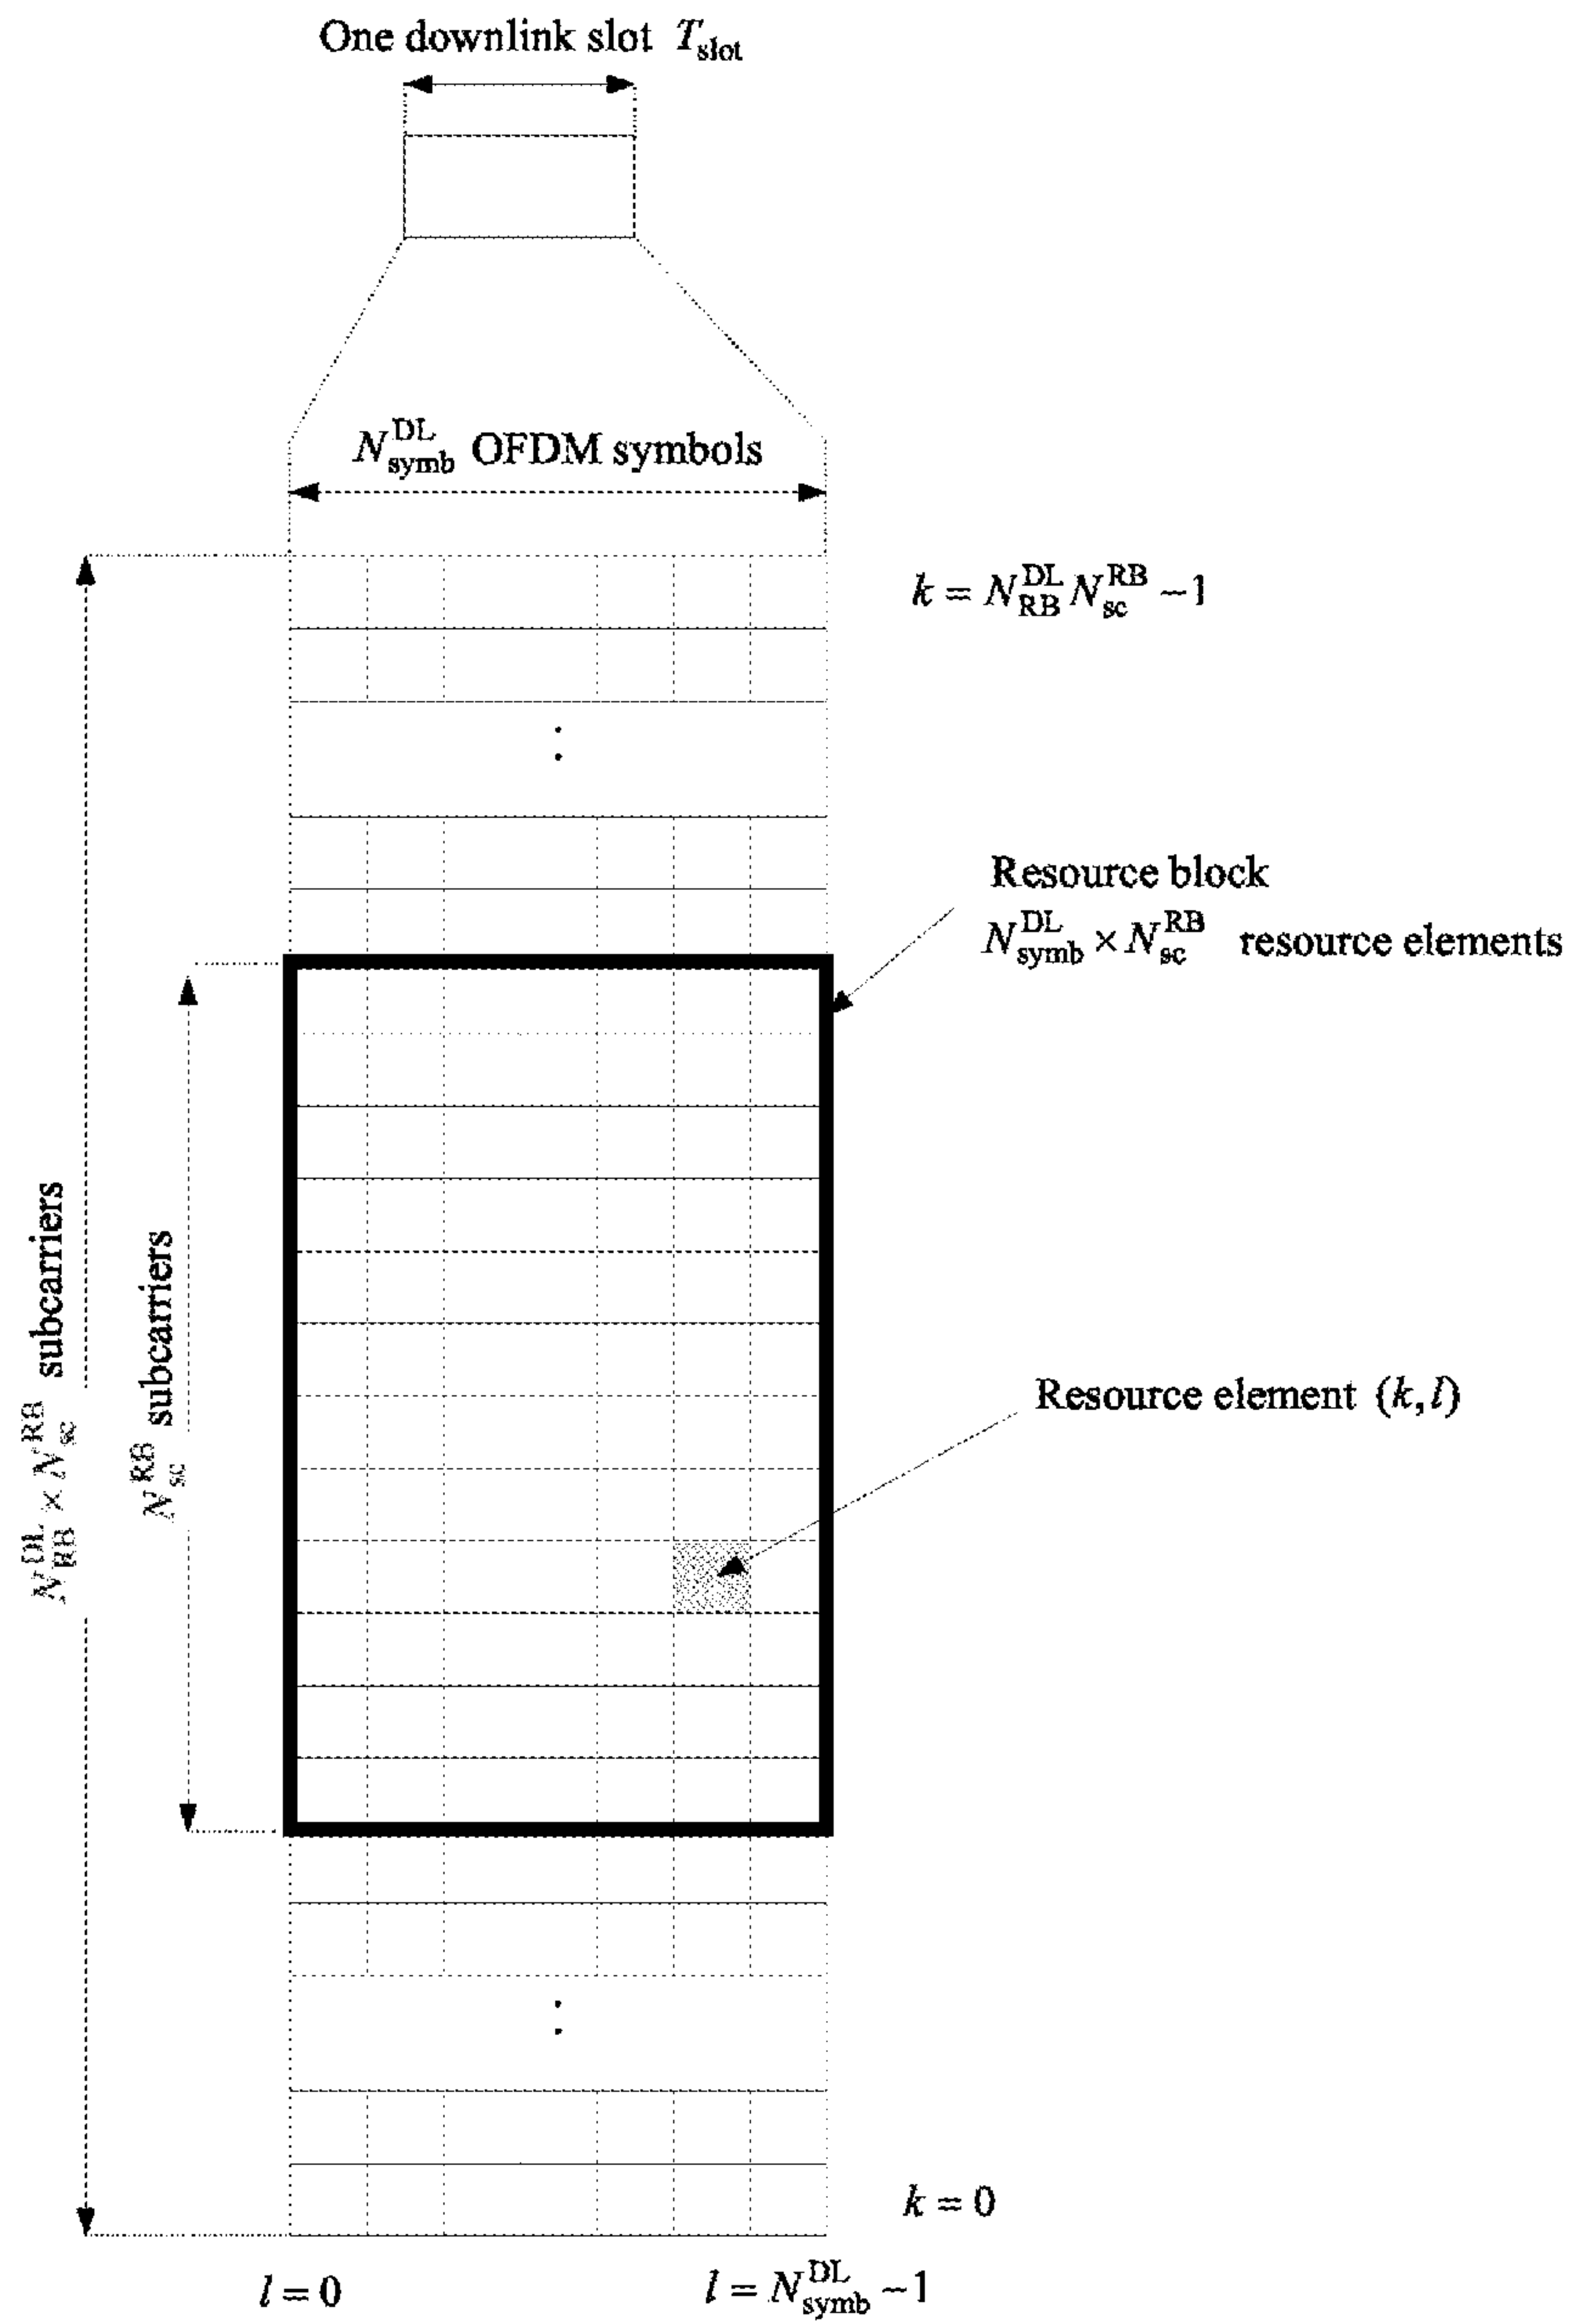 One downlink slot T_slot
N_symb^DL OFDM symbols
k = N_RB^DL N_sc^RB −1
Resource block
N_symb^DL × N_sc^RB resource elements
N_RB^DL × N_sc^RB subcarriers
N_sc^RB subcarriers
Resource element (k,l)
k = 0
l = 0
l = N_symb^DL −1